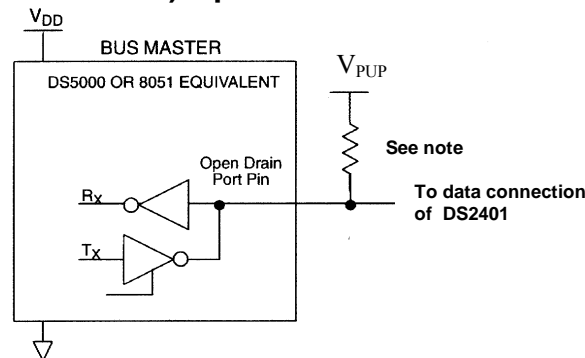 VDD
BUS MASTER
DS5000 OR 8051 EQUIVALENT
VPUP
See note
Open Drain
Port Pin
RX
TX
To data connection
of DS2401